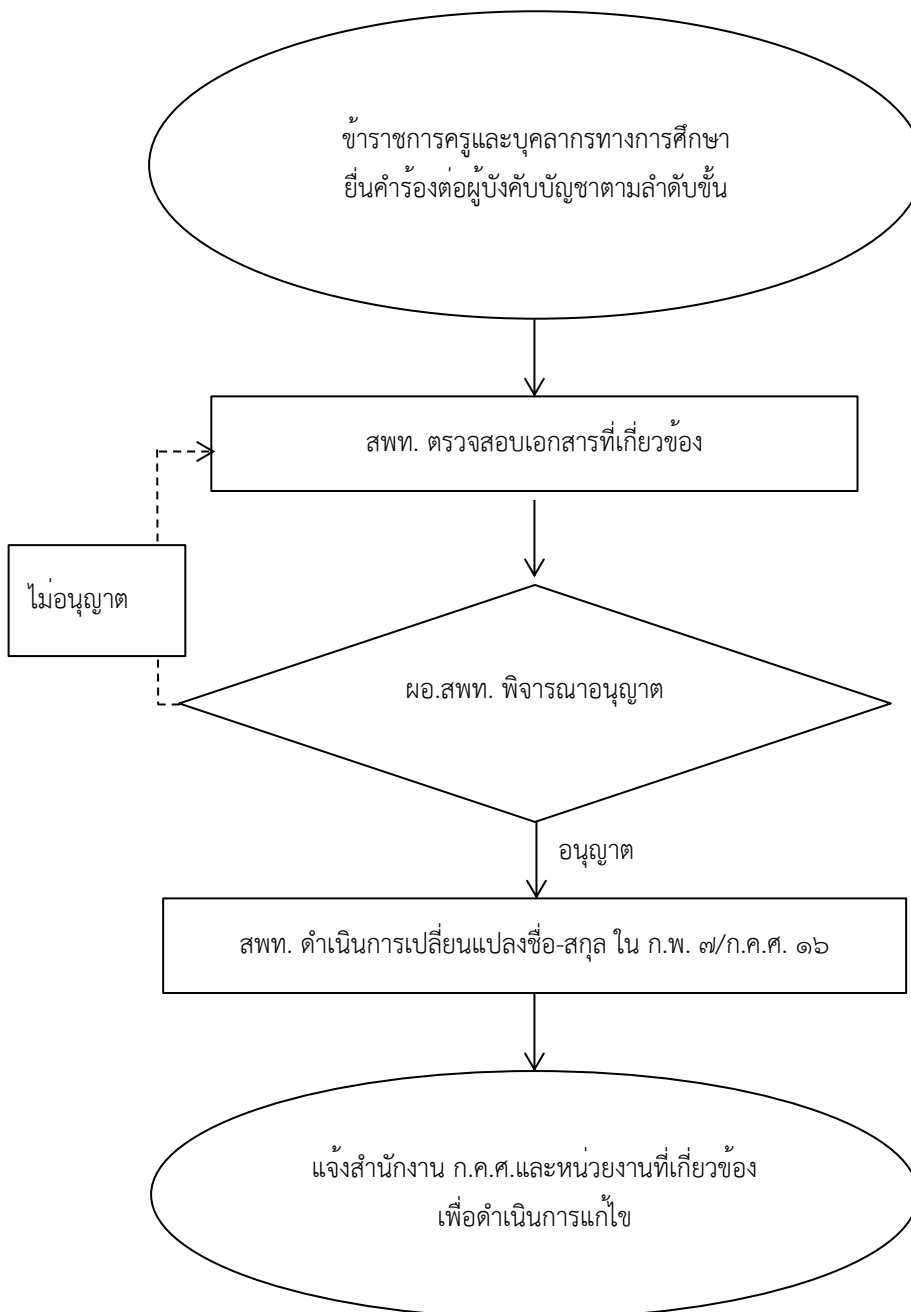 ข้าราชการครูและบุคลากรทางการศึกษา
ยื่นคำร้องต่อผู้บังคับบัญชาตามลำดับขั้น
สพท. ตรวจสอบเอกสารที่เกี่ยวข้อง
ไม่อนุญาต
ผอ.สพท. พิจารณาอนุญาต
อนุญาต
สพท. ดำเนินการเปลี่ยนแปลงชื่อ-สกุล ใน ก.พ. ๗/ก.ค.ศ. ๑๖
แจ้งสำนักงาน ก.ค.ศ.และหน่วยงานที่เกี่ยวข้อง
เพื่อดำเนินการแก้ไข